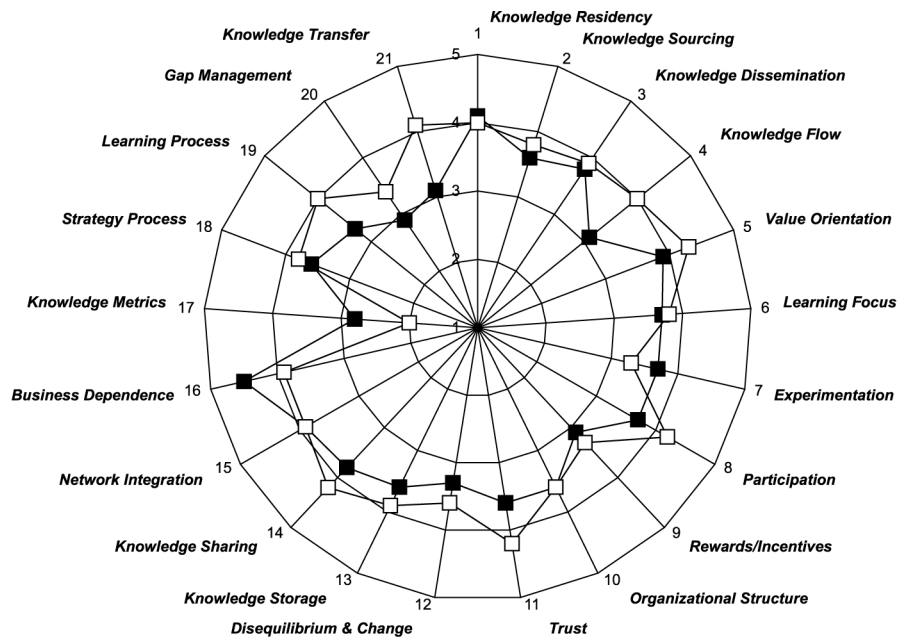 Knowledge Residency
1
Knowledge Sourcing
2
Knowledge Dissemination
3
Knowledge Flow
4
Value Orientation
5
Learning Focus
6
Experimentation
7
Participation
8
Rewards/Incentives
9
Organizational Structure
10
Trust
11
Disequilibrium & Change
12
Knowledge Storage
13
Knowledge Sharing
14
Network Integration
15
Business Dependence
16
Knowledge Metrics
17
Strategy Process
18
Learning Process
19
Gap Management
20
Knowledge Transfer
21
5
4
3
2
1